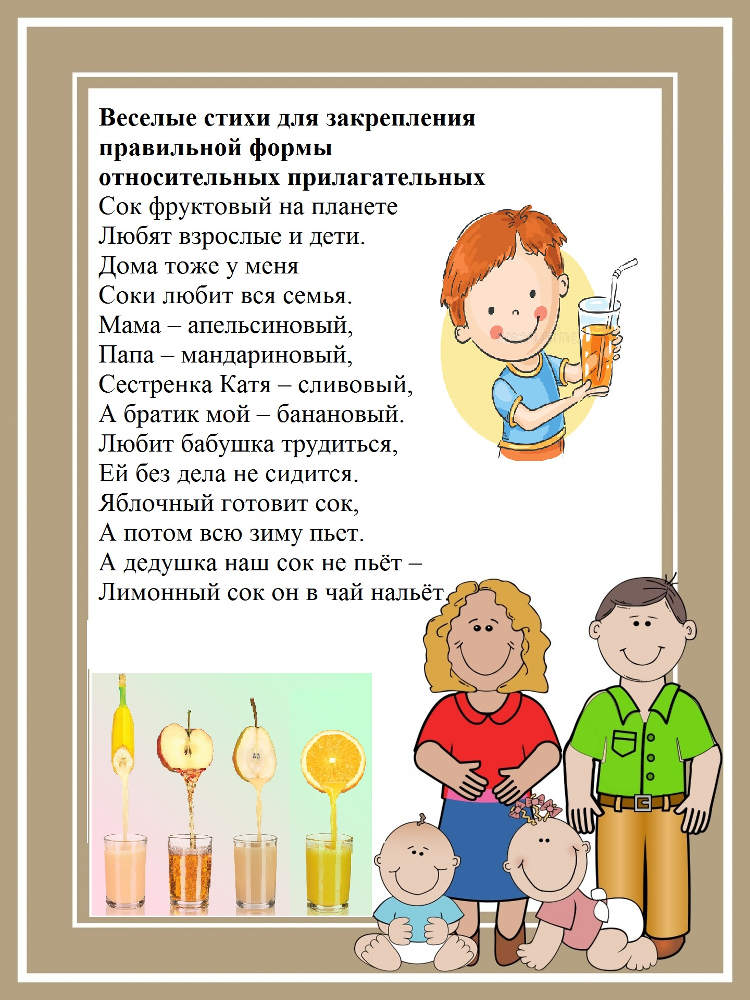 Веселые стихи для закрепления
правильной формы
относительных прилагательных
Сок фруктовый на планете
Любят взрослые и дети.
Дома тоже у меня
Соки любит вся семья.
Мама – апельсиновый,
Папа – мандариновый,
Сестренка Катя – сливовый,
А братик мой – банановый.
Любит бабушка трудиться,
Ей без дела не сидится.
Яблочный готовит сок,
А потом всю зиму пьет.
А дедушка наш сок не пьёт –
Лимонный сок он в чай нальёт.